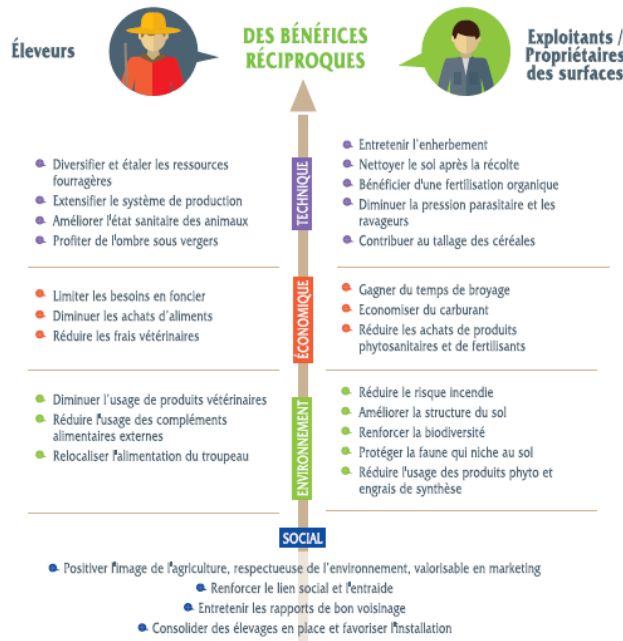 Éleveurs
DES BÉNÉFICES
RÉCIPROQUES
Exploitants /
Propriétaires
des surfaces
TECHNIQUE
Diversifier et étaler les ressources
fourragères
Extensifier le système de production
Améliorer l'état sanitaire des animaux
Profiter de l'ombre sous vergers
Entretenir l'enherbement
Nettoyer le sol après la récolte
Bénéficier d'une fertilisation organique
Diminuer la pression parasitaire et les
ravageurs
Contribuer au tallage des céréales
ÉCONOMIQUE
Limiter les besoins en foncier
Diminuer les achats d'aliments
Réduire les frais vétérinaires
Gagner du temps de broyage
Economiser du carburant
Réduire les achats de produits
phytosanitaires et de fertilisants
ENVIRONNEMENT
Diminuer l'usage de produits vétérinaires
Réduire l'usage des compléments
alimentaires externes
Relocaliser l'alimentation du troupeau
Réduire le risque incendie
Améliorer la structure du sol
Renforcer la biodiversité
Protéger la faune qui niche au sol
Réduire l'usage des produits phyto et
engrais de synthèse
SOCIAL
Positiver l'image de l'agriculture, respectueuse de l'environnement, valorisable en marketing
Renforcer le lien social et l'entraide
Entretenir les rapports de bon voisinage
Consolider des élevages en place et favoriser l'installation